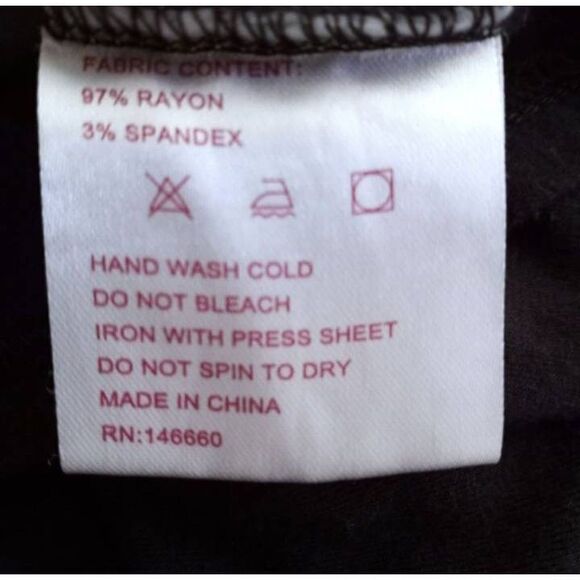 FABRIC CONTENT:
97% RAYON
3% SPANDEX
HAND WASH COLD
DO NOT BLEACH
IRON WITH PRESS SHEET
DO NOT SPIN TO DRY
MADE IN CHINA
RN:146660